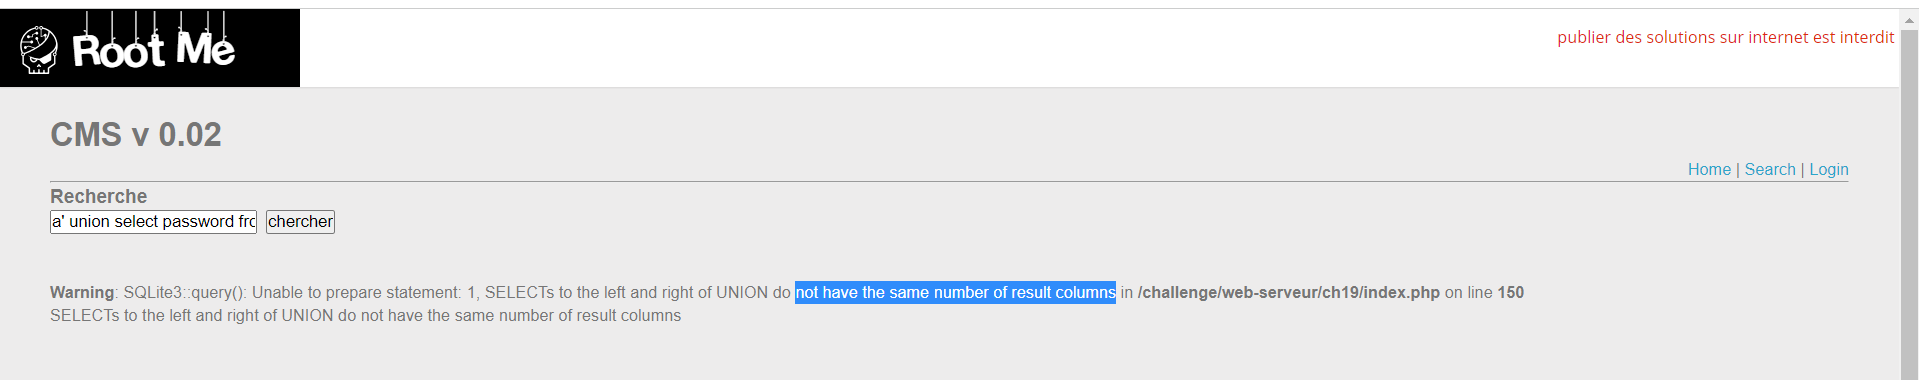 Root Me
publier des solutions sur internet est interdit
CMS v 0.02
Home | Search | Login
Recherche
a' union select password fro
chercher
Warning: SQLite3::query(): Unable to prepare statement: 1, SELECTs to the left and right of UNION do not have the same number of result columns in /challenge/web-serveur/ch19/index.php on line 150
SELECTs to the left and right of UNION do not have the same number of result columns